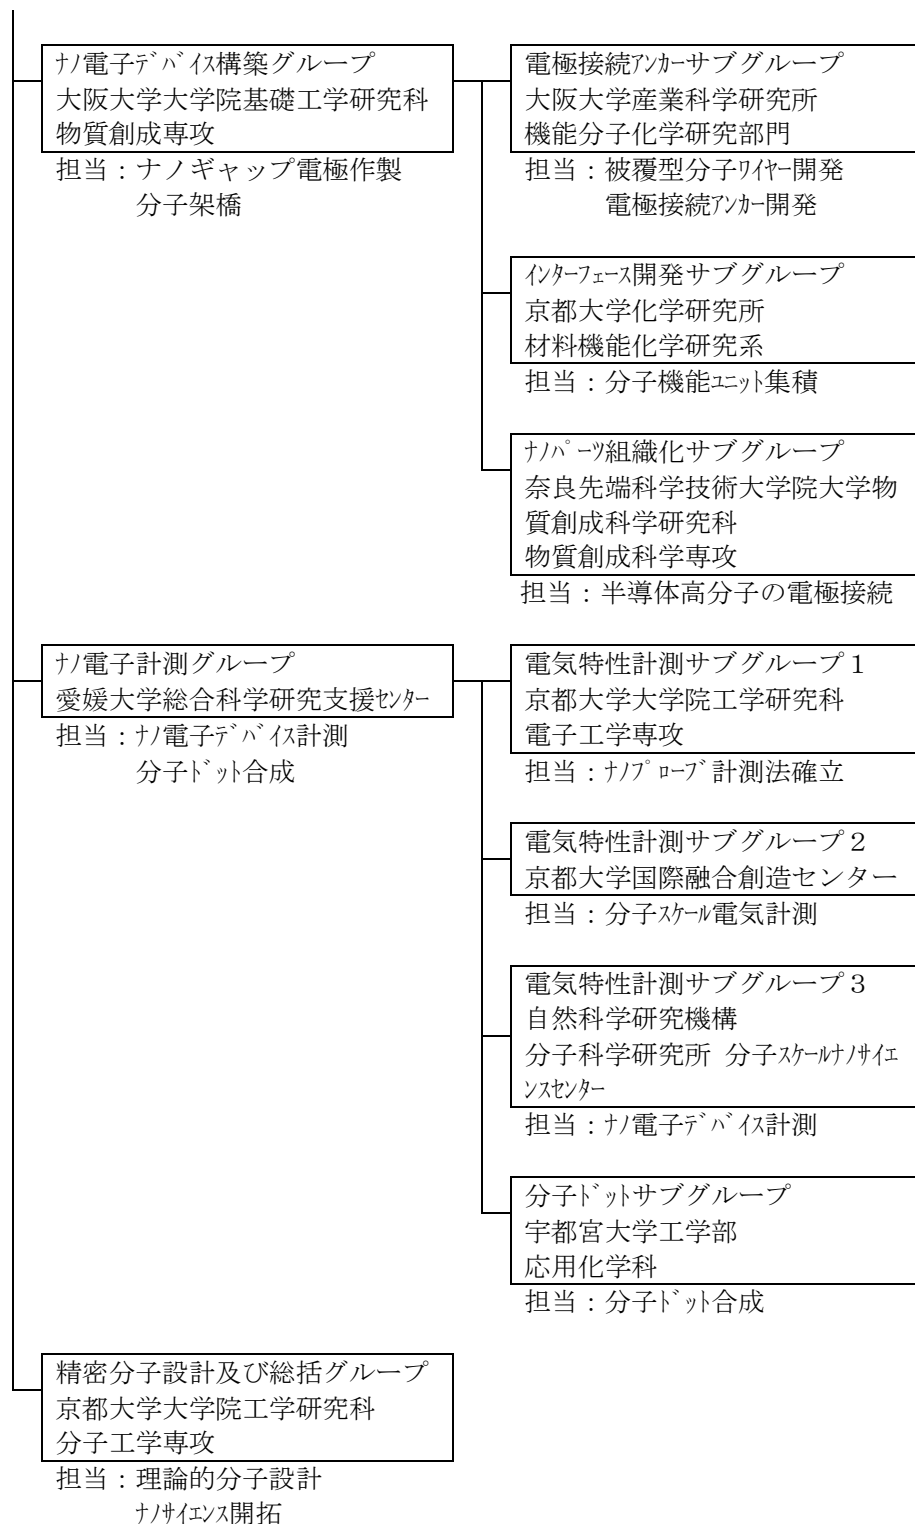 ﾅﾉ電子ﾃﾞﾊﾞｲｽ構築グループ
大阪大学大学院基礎工学研究科
物質創成専攻
担当：ナノギャップ電極作製
分子架橋
電極接続ｱﾝｶｰサブグループ
大阪大学産業科学研究所
機能分子化学研究部門
担当：被覆型分子ﾜｲﾔｰ開発
電極接続ｱﾝｶｰ開発
ｲﾝﾀｰﾌｪｰｽ開発サブグループ
京都大学化学研究所
材料機能化学研究系
担当：分子機能ﾕﾆｯﾄ集積
ﾅﾉﾊﾟｰﾂ組織化サブグループ
奈良先端科学技術大学院大学物
質創成科学研究科
物質創成科学専攻
担当：半導体高分子の電極接続
ﾅﾉ電子計測グループ
愛媛大学総合科学研究支援ｾﾝﾀｰ
担当：ﾅﾉ電子ﾃﾞﾊﾞｲｽ計測
分子ﾄﾞｯﾄ合成
電気特性計測サブグループ１
京都大学大学院工学研究科
電子工学専攻
担当：ﾅﾉﾌﾟﾛｰﾌﾞ計測法確立
電気特性計測サブグループ２
京都大学国際融合創造センター
担当：分子ｽｹｰﾙ電気計測
電気特性計測サブグループ３
自然科学研究機構
分子科学研究所 分子ｽｹｰﾙﾅﾉｻｲｴ
ﾝｽｾﾝﾀｰ
担当：ﾅﾉ電子ﾃﾞﾊﾞｲｽ計測
分子ﾄﾞｯﾄサブグループ
宇都宮大学工学部
応用化学科
担当：分子ﾄﾞｯﾄ合成
精密分子設計及び総括グループ
京都大学大学院工学研究科
分子工学専攻
担当：理論的分子設計
ﾅﾉｻｲｴﾝｽ開拓